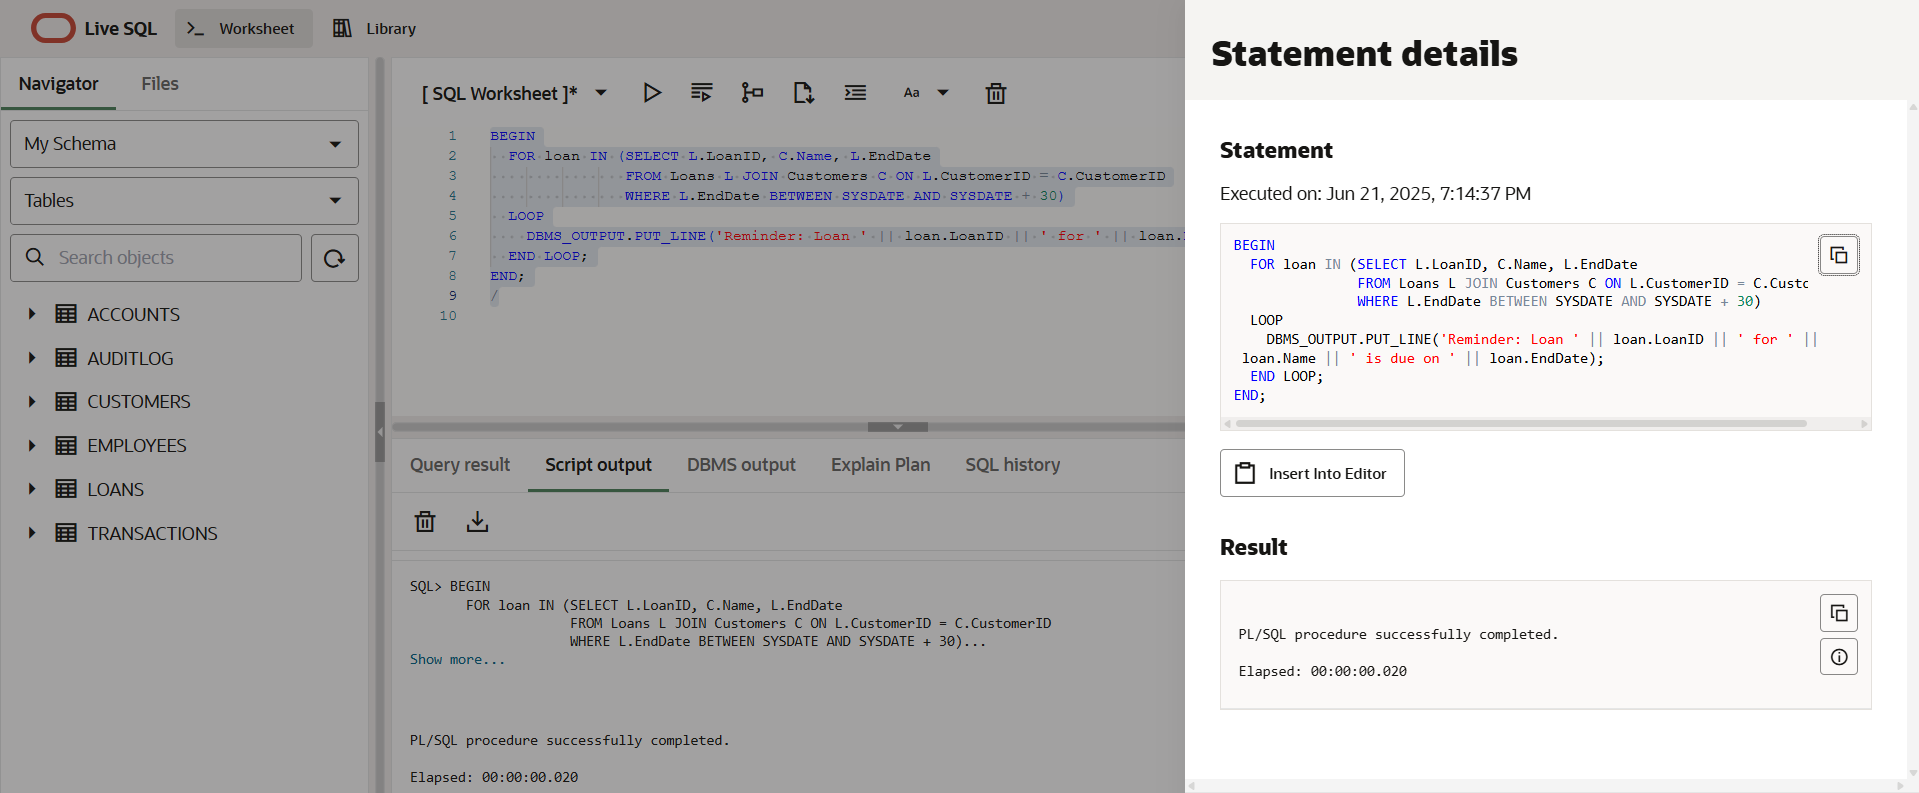 Live SQL
Worksheet
Library
Navigator
Files
My Schema
Tables
Search objects
ACCOUNTS
AUDITLOG
CUSTOMERS
EMPLOYEES
LOANS
TRANSACTIONS
[ SQL Worksheet ]*
Aa
1 BEGIN
2 FOR loan IN (SELECT L.LoanID, C.Name, L.EndDate
3 FROM Loans L JOIN Customers C ON L.CustomerID = C.CustomerID
4 WHERE L.EndDate BETWEEN SYSDATE AND SYSDATE + 30)
5 LOOP
6 DBMS_OUTPUT.PUT_LINE('Reminder: Loan ' || loan.LoanID || ' for ' || loan.
7 END LOOP;
8 END;
9 /
10
Query result
Script output
DBMS output
Explain Plan
SQL history
SQL> BEGIN
FOR loan IN (SELECT L.LoanID, C.Name, L.EndDate
FROM Loans L JOIN Customers C ON L.CustomerID = C.CustomerID
WHERE L.EndDate BETWEEN SYSDATE AND SYSDATE + 30)...
Show more...
PL/SQL procedure successfully completed.
Elapsed: 00:00:00.020
Statement details
Statement
Executed on: Jun 21, 2025, 7:14:37 PM
BEGIN
FOR loan IN (SELECT L.LoanID, C.Name, L.EndDate
FROM Loans L JOIN Customers C ON L.CustomerID = C.Custo
WHERE L.EndDate BETWEEN SYSDATE AND SYSDATE + 30)
LOOP
DBMS_OUTPUT.PUT_LINE('Reminder: Loan ' || loan.LoanID || ' for ' ||
loan.Name || ' is due on ' || loan.EndDate);
END LOOP;
END;
Insert Into Editor
Result
PL/SQL procedure successfully completed.
Elapsed: 00:00:00.020